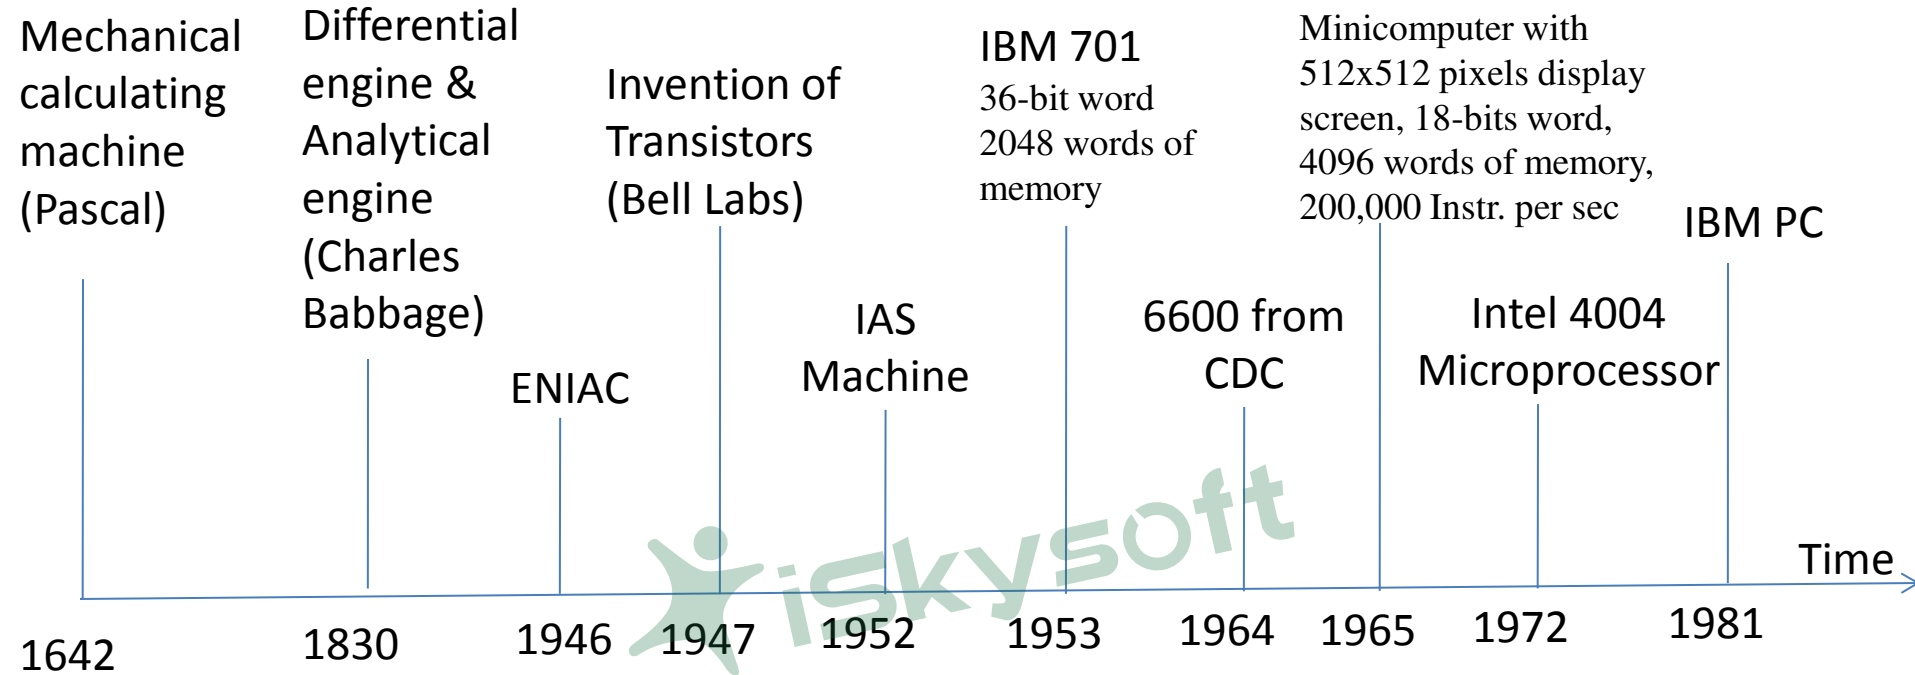 Mechanical
calculating
machine
(Pascal)
Differential
engine &
Analytical
engine
(Charles
Babbage)
ENIAC
Invention of
Transistors
(Bell Labs)
IAS
Machine
IBM 701
36-bit word
2048 words of
memory
6600 from
CDC
Minicomputer with
512x512 pixels display
screen, 18-bits word,
4096 words of memory,
200,000 Instr. per sec
Intel 4004
Microprocessor
IBM PC
Time
1642
1830
1946
1947
1952
1953
1964
1965
1972
1981
iskysoft